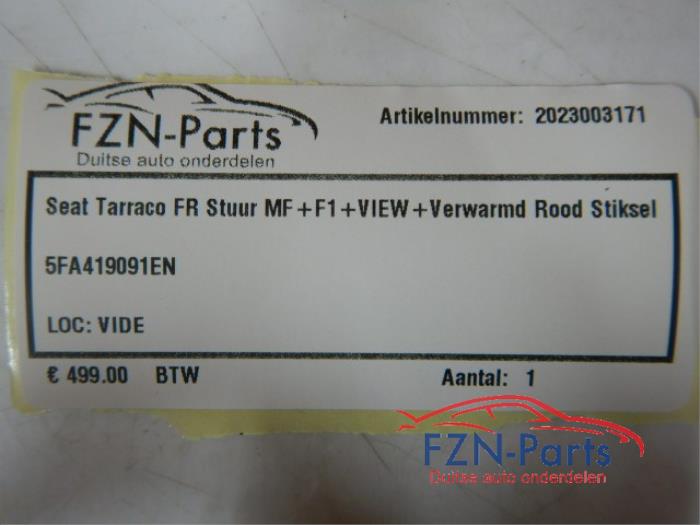 FZN-Parts
Duitse auto onderdelen
Artikelnummer: 2023003171
Seat Tarraco FR Stuur MF+F1+VIEW+Verwarmd Rood Stiksel
5FA419091EN
LOC: VIDE
€ 499.00 BTW
Aantal: 1
FZN-Parts
Duitse auto onderdelen